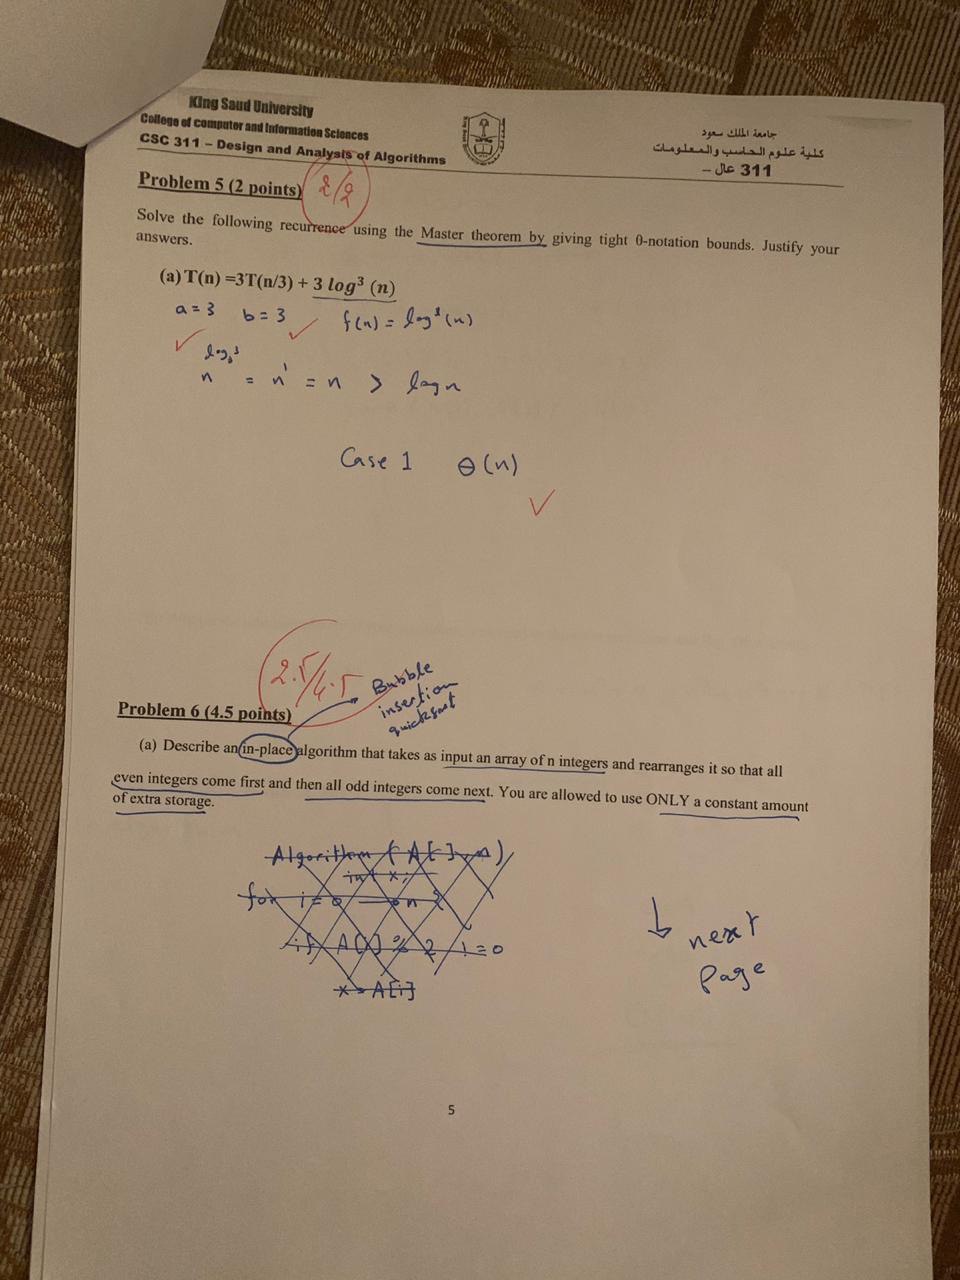 King Saud University
College of computer and Information Sciences
CSC 311 – Design and Analysis of Algorithms
جامعة الملك سعود
كلية علوم الحاسب والمعلومات
311 عال –
Problem 5 (2 points)
2/2
Solve the following recurrence using the Master theorem by giving tight θ-notation bounds. Justify your
answers.
(a) T(n) =3T(n/3) + 3 log³ (n)
a = 3 b = 3 f(n) = log³(n)
n^log_3 3 = n¹ = n > log n
Case 1 θ(n)
2.5/4.5
Bubble
insertion
quicksort
Problem 6 (4.5 points)
(a) Describe an in-place algorithm that takes as input an array of n integers and rearranges it so that all
even integers come first and then all odd integers come next. You are allowed to use ONLY a constant amount
of extra storage.
Algorithm ( A[ ], n )
int x;
for i=0 → n {
if A[i] % 2 != 0
x = A[i]
↓ next
page
5